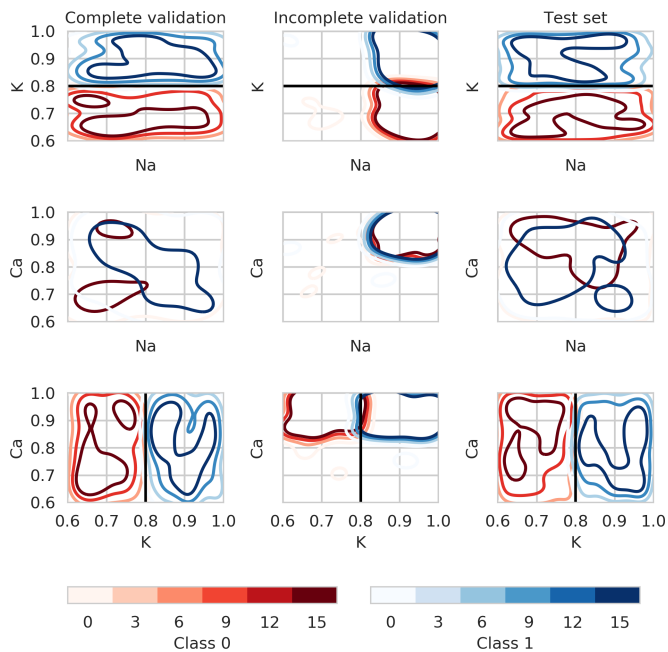 Complete validation Incomplete validation Test set
1.0
0.9
0.8
0.7
0.6
K K K
Na Na Na
1.0
0.9
0.8
0.7
0.6
Ca Ca Ca
Na Na Na
1.0
0.9
0.8
0.7
0.6
Ca Ca Ca
0.6 0.7 0.8 0.9 1.0 0.6 0.7 0.8 0.9 1.0 0.6 0.7 0.8 0.9 1.0
K K K
0 3 6 9 12 15 0 3 6 9 12 15
Class 0 Class 1